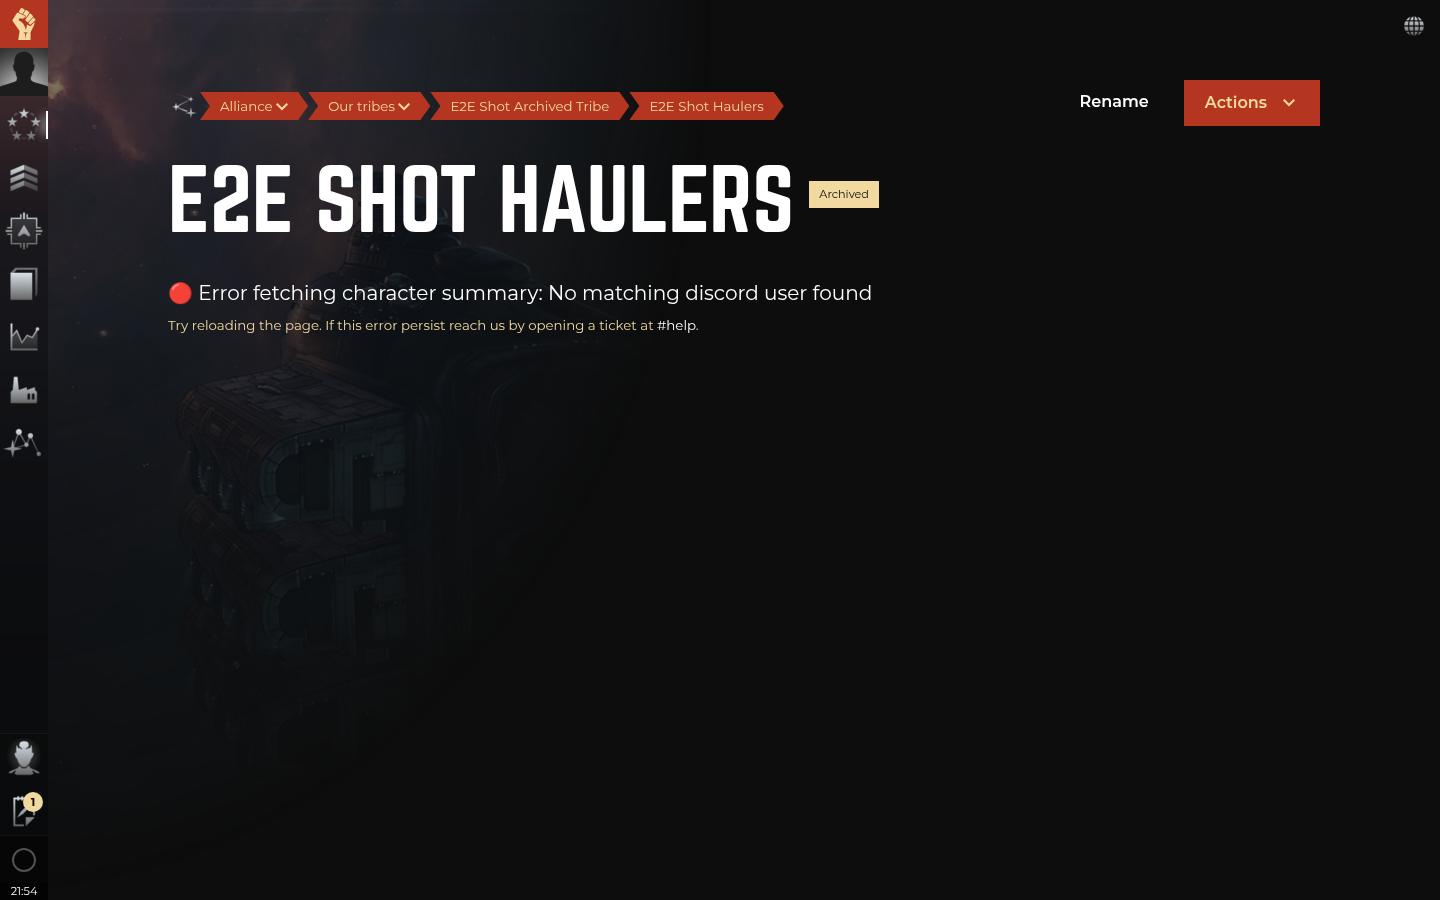 Alliance
Our tribes
E2E Shot Archived Tribe
E2E Shot Haulers
Rename
Actions
E2E SHOT HAULERS
Archived
Error fetching character summary: No matching discord user found
Try reloading the page. If this error persist reach us by opening a ticket at #help.
1
21:54